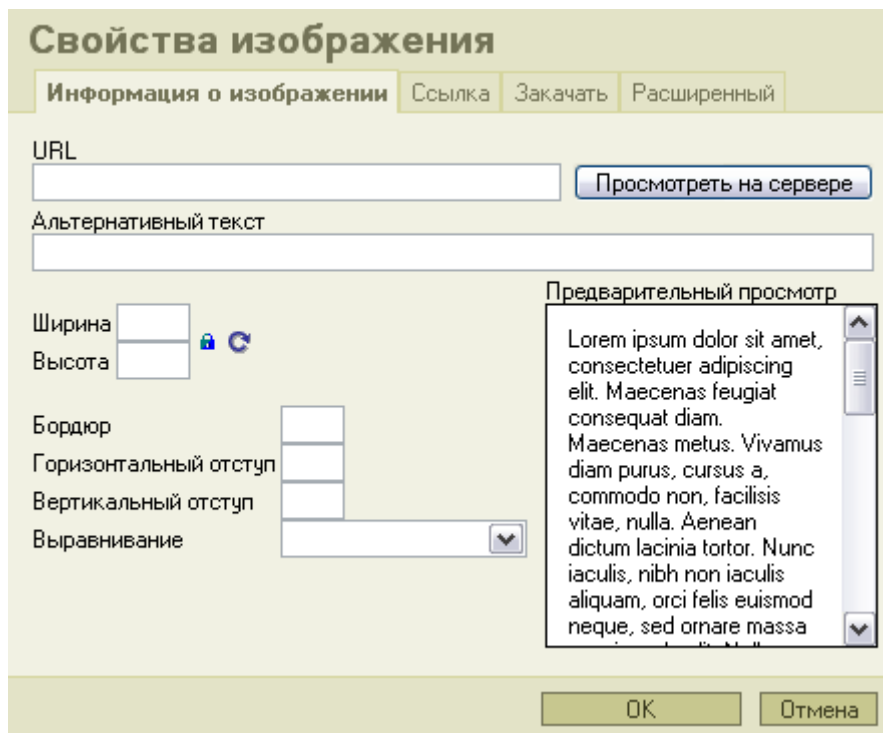 Свойства изображения
Информация о изображении Ссылка Закачать Расширенный
URL
Просмотреть на сервере
Альтернативный текст
Предварительный просмотр
Ширина
Высота
Бордюр
Горизонтальный отступ
Вертикальный отступ
Выравнивание
Lorem ipsum dolor sit amet,
consectetuer adipiscing
elit. Maecenas feugiat
consequat diam.
Maecenas metus. Vivamus
diam purus, cursus a,
commodo non, facilisis
vitae, nulla. Aenean
dictum lacinia tortor. Nunc
iaculis, nibh non iaculis
aliquam, orci felis euismod
neque, sed ornare massa
OK Отмена